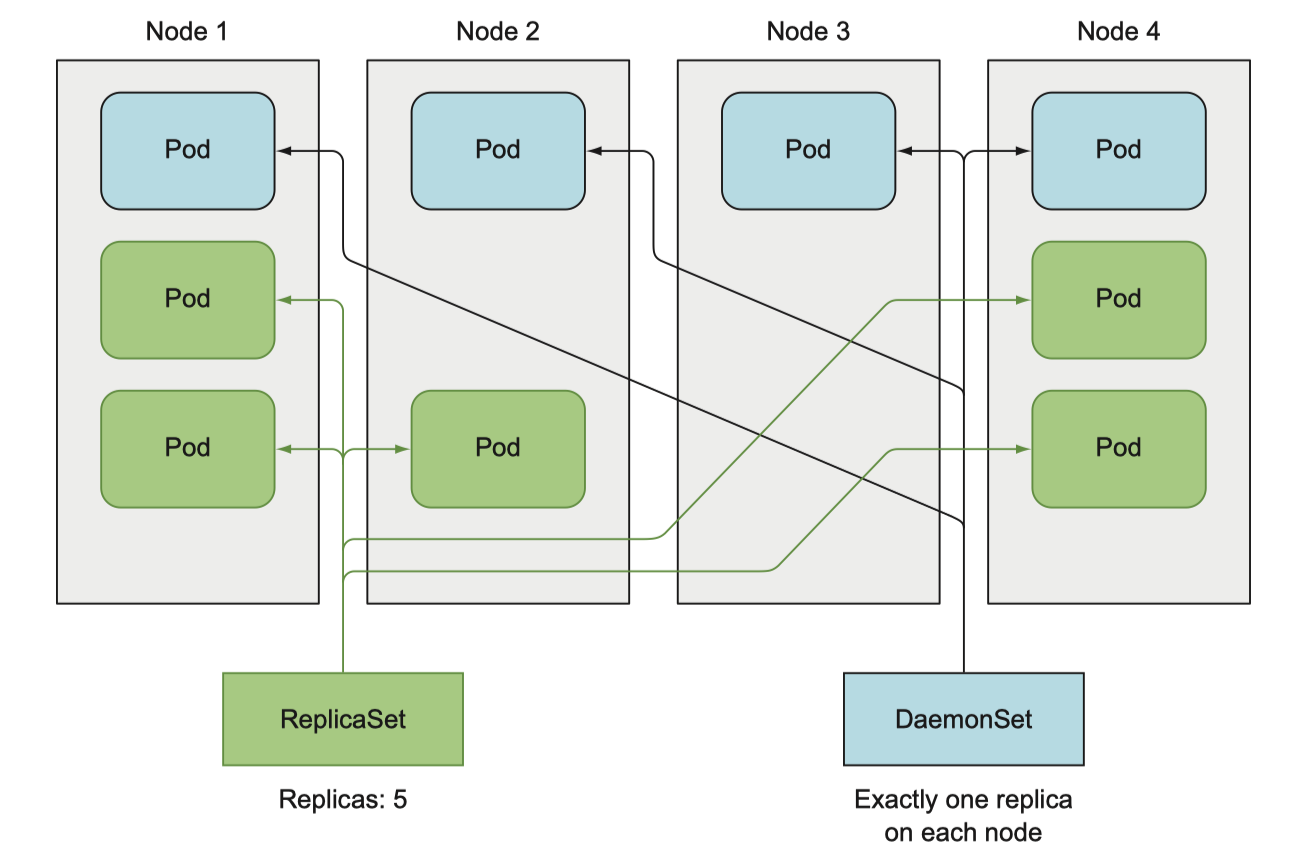 Node 1
Node 2
Node 3
Node 4
Pod
Pod
Pod
Pod
Pod
Pod
Pod
Pod
Pod
ReplicaSet
DaemonSet
Replicas: 5
Exactly one replica
on each node